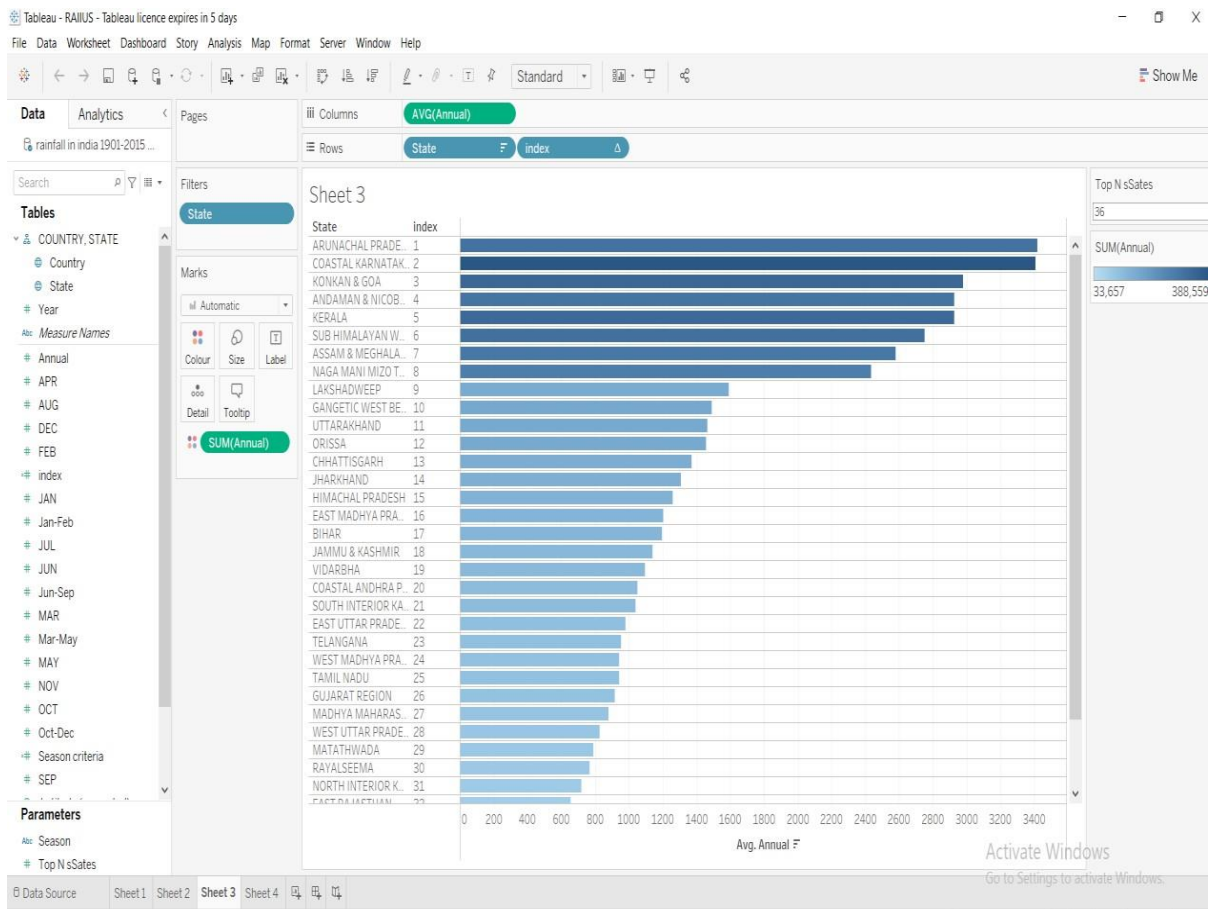 Tableau - RAIIUS - Tableau licence expires in 5 days
File Data Worksheet Dashboard Story Analysis Map Format Server Window Help
Standard
Show Me
Data Analytics
rainfall in india 1901-2015 ...
Search
Tables
COUNTRY, STATE
Country
State
Year
Abc Measure Names
Annual
APR
AUG
DEC
FEB
index
JAN
Jan-Feb
JUL
JUN
Jun-Sep
MAR
Mar-May
MAY
NOV
OCT
Oct-Dec
Season criteria
SEP
Parameters
Abc Season
Top N sSates
Pages
Filters
State
Marks
Automatic
Colour Size Label
Detail Tooltip
SUM(Annual)
iii Columns AVG(Annual)
Rows State index
Sheet 3
State index
ARUNACHAL PRADE.. 1
COASTAL KARNATAK.. 2
KONKAN & GOA 3
ANDAMAN & NICOB.. 4
KERALA 5
SUB HIMALAYAN W.. 6
ASSAM & MEGHALA.. 7
NAGA MANI MIZO T.. 8
LAKSHADWEEP 9
GANGETIC WEST BE.. 10
UTTARAKHAND 11
ORISSA 12
CHHATTISGARH 13
JHARKHAND 14
HIMACHAL PRADESH 15
EAST MADHYA PRA.. 16
BIHAR 17
JAMMU & KASHMIR 18
VIDARBHA 19
COASTAL ANDHRA P.. 20
SOUTH INTERIOR KA.. 21
EAST UTTAR PRADE.. 22
TELANGANA 23
WEST MADHYA PRA.. 24
TAMIL NADU 25
GUJARAT REGION 26
MADHYA MAHARAS.. 27
WEST UTTAR PRADE.. 28
MATATHWADA 29
RAYALSEEMA 30
NORTH INTERIOR K.. 31
EAST RAJASTHAN 32
0 200 400 600 800 1000 1200 1400 1600 1800 2000 2200 2400 2600 2800 3000 3200 3400
Avg. Annual
Top N sSates
36
SUM(Annual)
33,657 388,559
Activate Windows
Go to Settings to activate Windows.
Data Source Sheet 1 Sheet 2 Sheet 3 Sheet 4